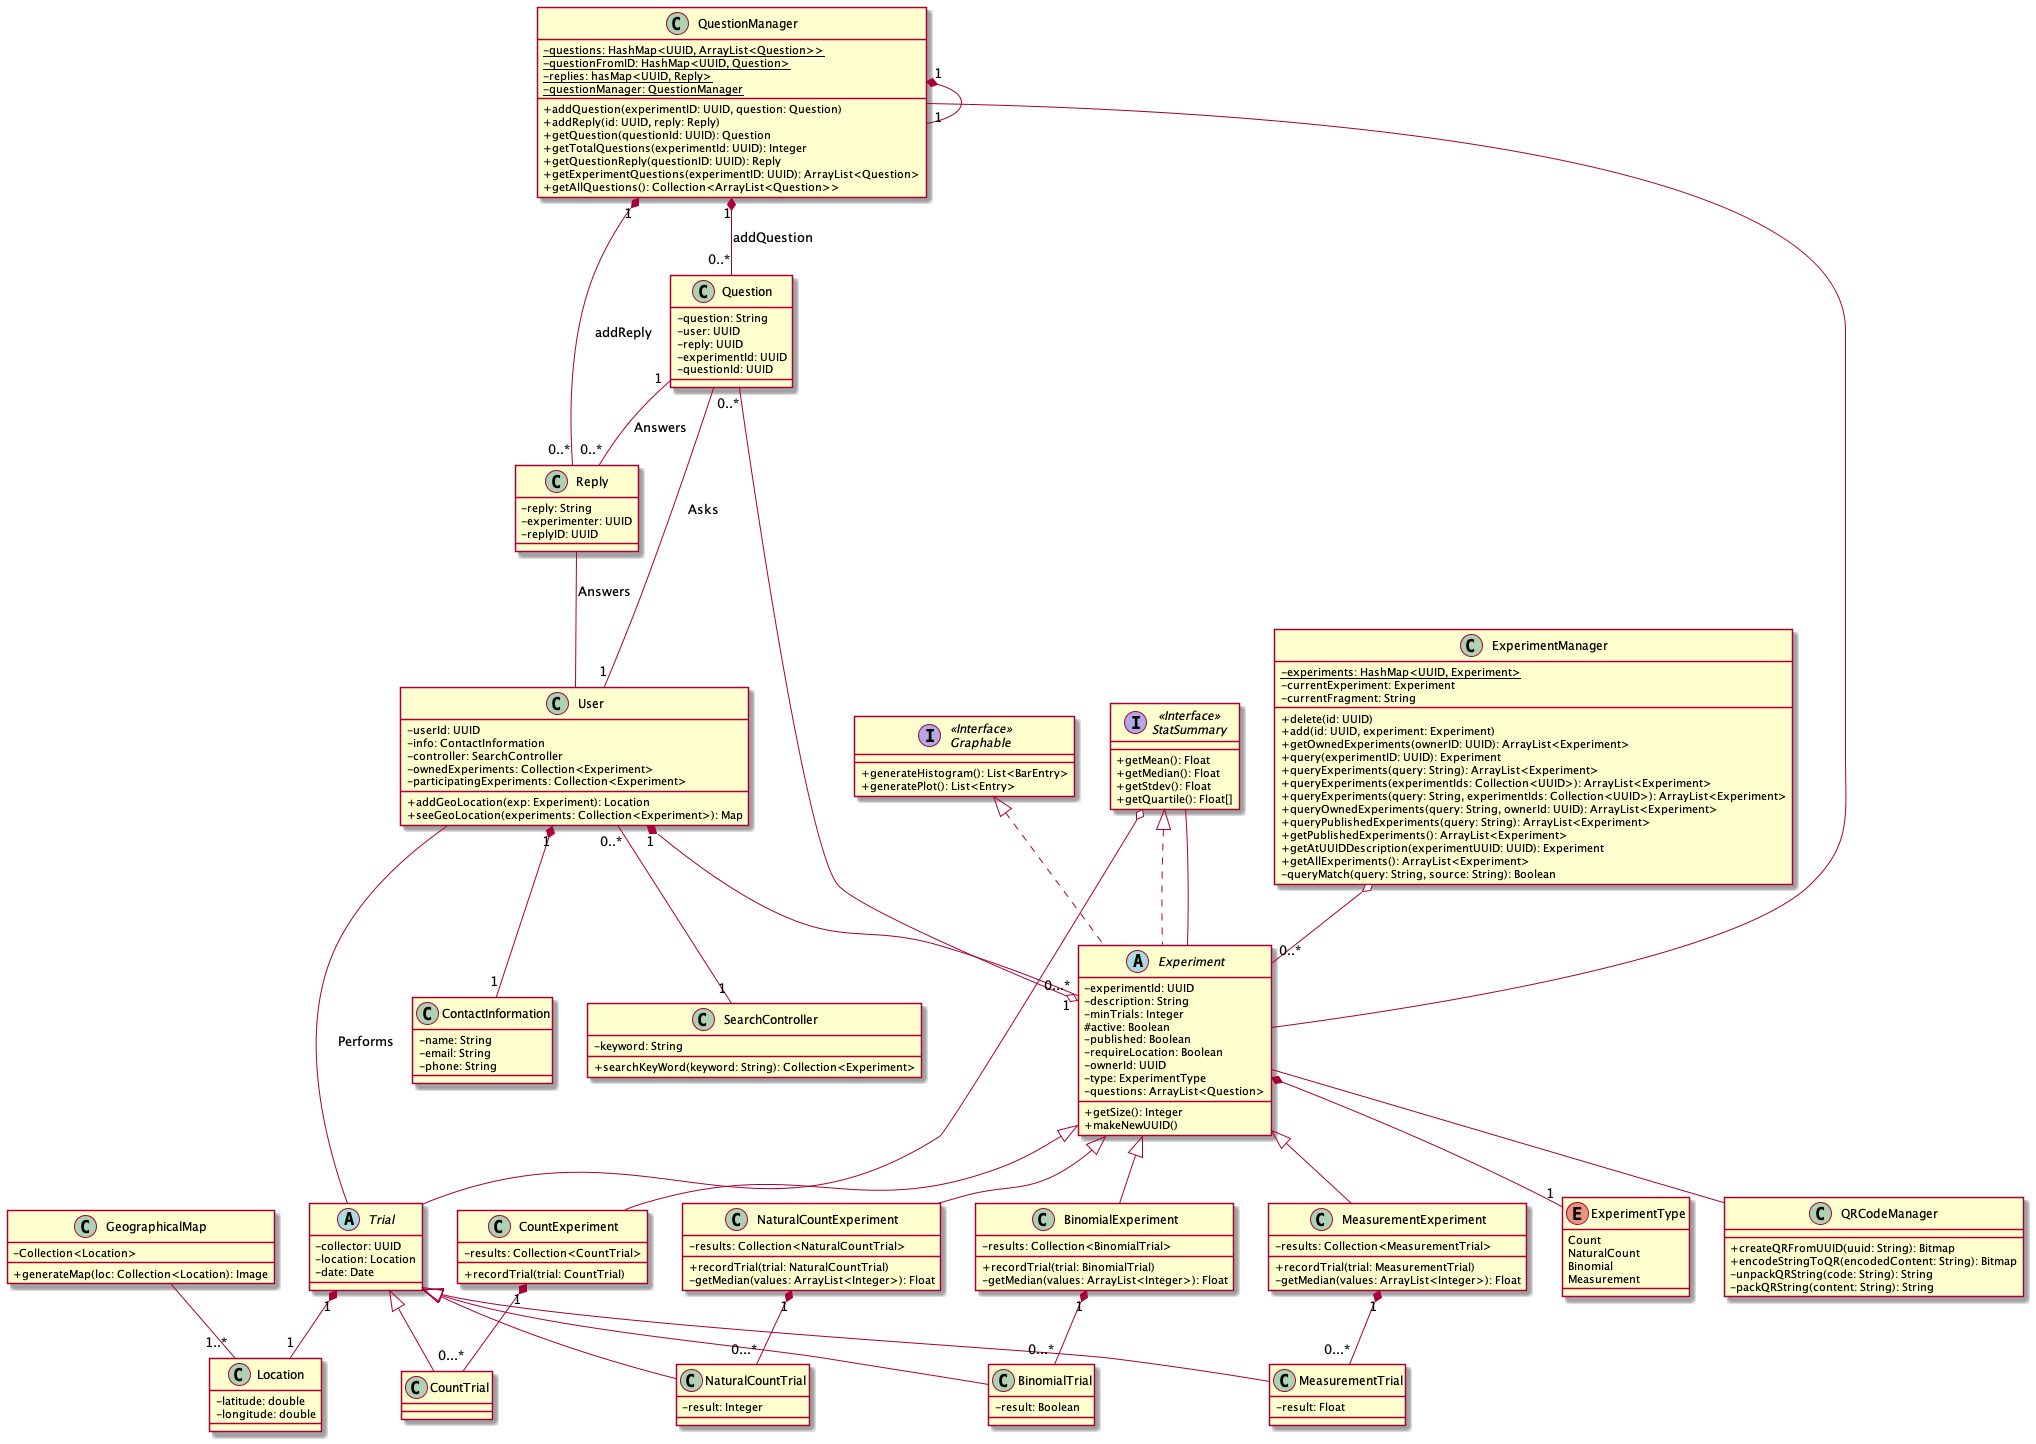 C QuestionManager
-questions: HashMap<UUID, ArrayList<Question>>
-questionFromID: HashMap<UUID, Question>
-replies: hasMap<UUID, Reply>
-questionManager: QuestionManager
+addQuestion(experimentID: UUID, question: Question)
+addReply(id: UUID, reply: Reply)
+getQuestion(questionId: UUID): Question
+getTotalQuestions(experimentId: UUID): Integer
+getQuestionReply(questionID: UUID): Reply
+getExperimentQuestions(experimentID: UUID): ArrayList<Question>
+getAllQuestions(): Collection<ArrayList<Question>>
1
1
1
1
addQuestion
0..*
C Question
-question: String
-user: UUID
-reply: UUID
-experimentId: UUID
-questionId: UUID
addReply
1
0..*
Answers
0..*
0..*
C Reply
-reply: String
-experimenter: UUID
-replyID: UUID
Asks
Answers
1
C User
-userId: UUID
-info: ContactInformation
-controller: SearchController
-ownedExperiments: Collection<Experiment>
-participatingExperiments: Collection<Experiment>
+addGeoLocation(exp: Experiment): Location
+seeGeoLocation(experiments: Collection<Experiment>): Map
1
0..*
1
I «Interface»
Graphable
+generateHistogram(): List<BarEntry>
+generatePlot(): List<Entry>
I «Interface»
StatSummary
+getMean(): Float
+getMedian(): Float
+getStdev(): Float
+getQuartile(): Float[]
C ExperimentManager
-experiments: HashMap<UUID, Experiment>
-currentExperiment: Experiment
-currentFragment: String
+delete(id: UUID)
+add(id: UUID, experiment: Experiment)
+getOwnedExperiments(ownerID: UUID): ArrayList<Experiment>
+query(experimentID: UUID): Experiment
+queryExperiments(query: String): ArrayList<Experiment>
+queryExperiments(experimentIds: Collection<UUID>): ArrayList<Experiment>
+queryExperiments(query: String, experimentIds: Collection<UUID>): ArrayList<Experiment>
+queryOwnedExperiments(query: String, ownerId: UUID): ArrayList<Experiment>
+queryPublishedExperiments(query: String): ArrayList<Experiment>
+getPublishedExperiments(): ArrayList<Experiment>
+getAtUUIDDescription(experimentUUID: UUID): Experiment
+getAllExperiments(): ArrayList<Experiment>
-queryMatch(query: String, source: String): Boolean
0..*
0...*
1
A Experiment
-experimentId: UUID
-description: String
-minTrials: Integer
#active: Boolean
-published: Boolean
-requireLocation: Boolean
-ownerId: UUID
-type: ExperimentType
-questions: ArrayList<Question>
+getSize(): Integer
+makeNewUUID()
1
C ContactInformation
-name: String
-email: String
-phone: String
1
C SearchController
-keyword: String
+searchKeyWord(keyword: String): Collection<Experiment>
Performs
C GeographicalMap
-Collection<Location>
+generateMap(loc: Collection<Location): Image
A Trial
-collector: UUID
-location: Location
-date: Date
C CountExperiment
-results: Collection<CountTrial>
+recordTrial(trial: CountTrial)
C NaturalCountExperiment
-results: Collection<NaturalCountTrial>
+recordTrial(trial: NaturalCountTrial)
-getMedian(values: ArrayList<Integer>): Float
C BinomialExperiment
-results: Collection<BinomialTrial>
+recordTrial(trial: BinomialTrial)
-getMedian(values: ArrayList<Integer>): Float
C MeasurementExperiment
-results: Collection<MeasurementTrial>
+recordTrial(trial: MeasurementTrial)
-getMedian(values: ArrayList<Integer>): Float
1
E ExperimentType
Count
NaturalCount
Binomial
Measurement
C QRCodeManager
+createQRFromUUID(uuid: String): Bitmap
+encodeStringToQR(encodedContent: String): Bitmap
-unpackQRString(code: String): String
-packQRString(content: String): String
1
1
1
1
1
1..*
1
0...*
0...*
0...*
0...*
C Location
-latitude: double
-longitude: double
C CountTrial
C NaturalCountTrial
-result: Integer
C BinomialTrial
-result: Boolean
C MeasurementTrial
-result: Float